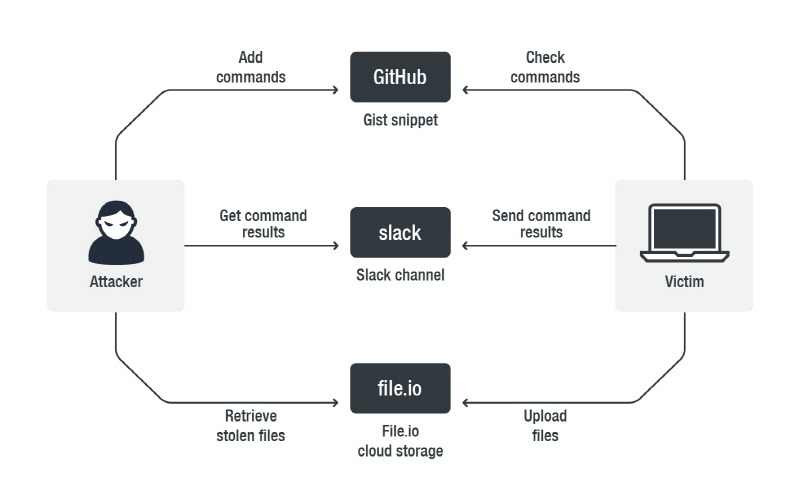 Add
commands
GitHub
Gist snippet
Check
commands
Get command
results
slack
Slack channel
Send command
results
Attacker
Victim
Retrieve
stolen files
file.io
File.io
cloud storage
Upload
files